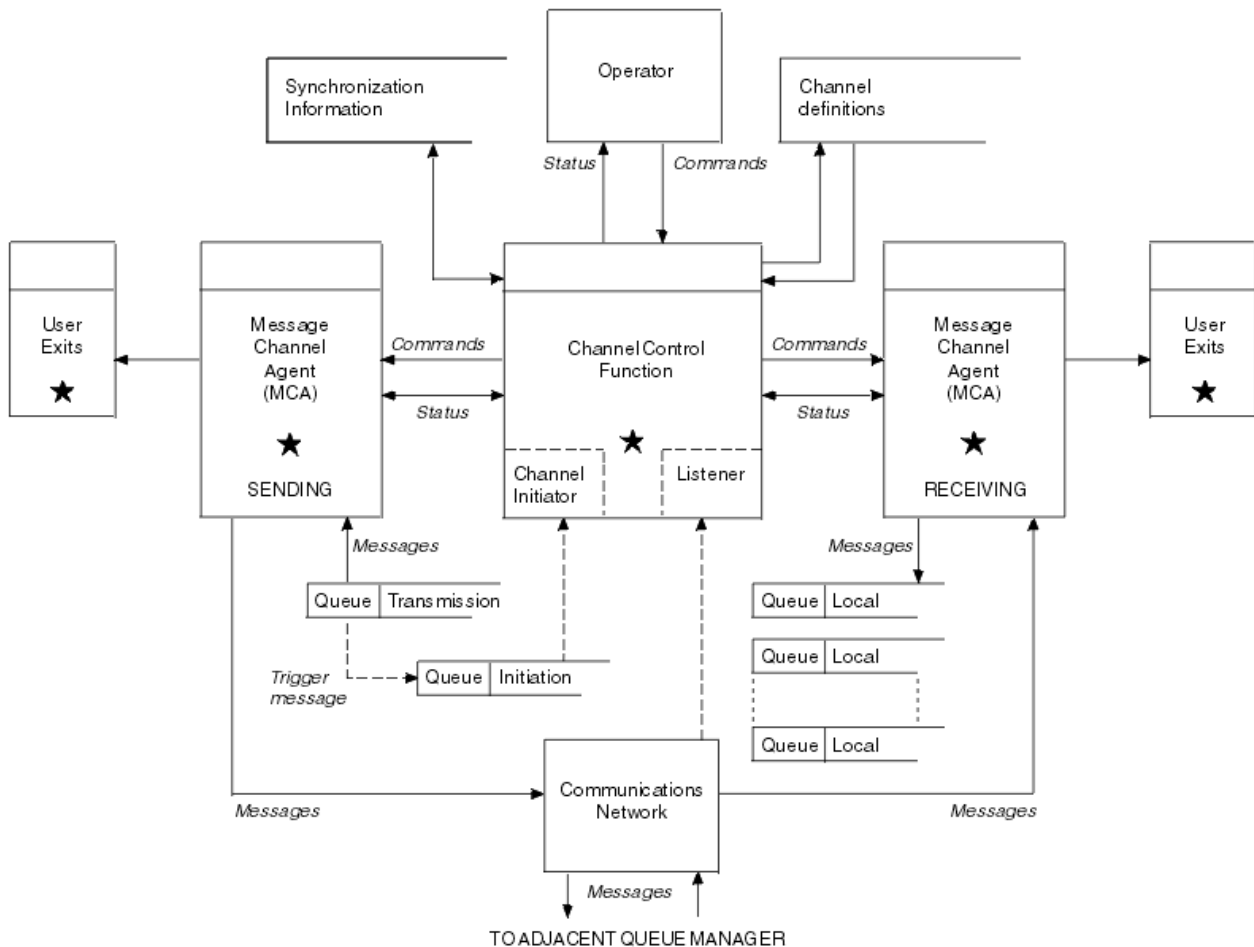 Operator
Synchronization
Information
Channel
definitions
Status
Commands
User
Exits
Message
Channel
Agent
(MCA)
SENDING
Commands
Status
Channel Control
Function
Channel
Initiator
Listener
Commands
Status
Message
Channel
Agent
(MCA)
RECEIVING
User
Exits
Messages
Messages
Queue Transmission
Queue Local
Trigger
message
Queue Initiation
Queue Local
Queue Local
Communications
Network
Messages
Messages
Messages
TO ADJACENT QUEUE MANAGER